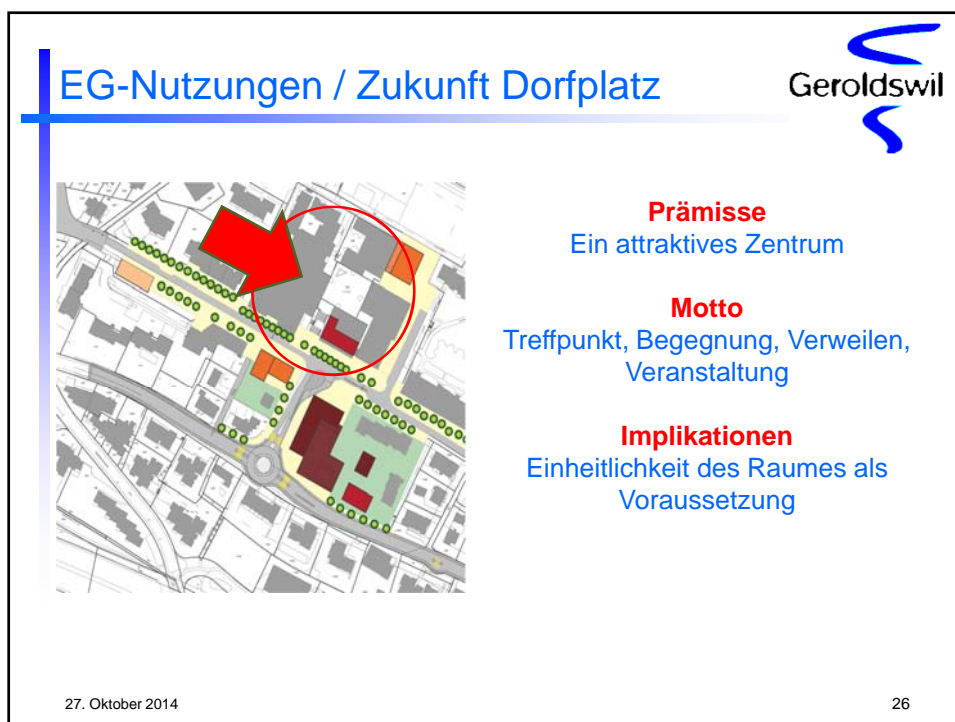 EG-Nutzungen / Zukunft Dorfplatz
Geroldswil
Prämisse
Ein attraktives Zentrum
Motto
Treffpunkt, Begegnung, Verweilen,
Veranstaltung
Implikationen
Einheitlichkeit des Raumes als
Voraussetzung
27. Oktober 2014
26